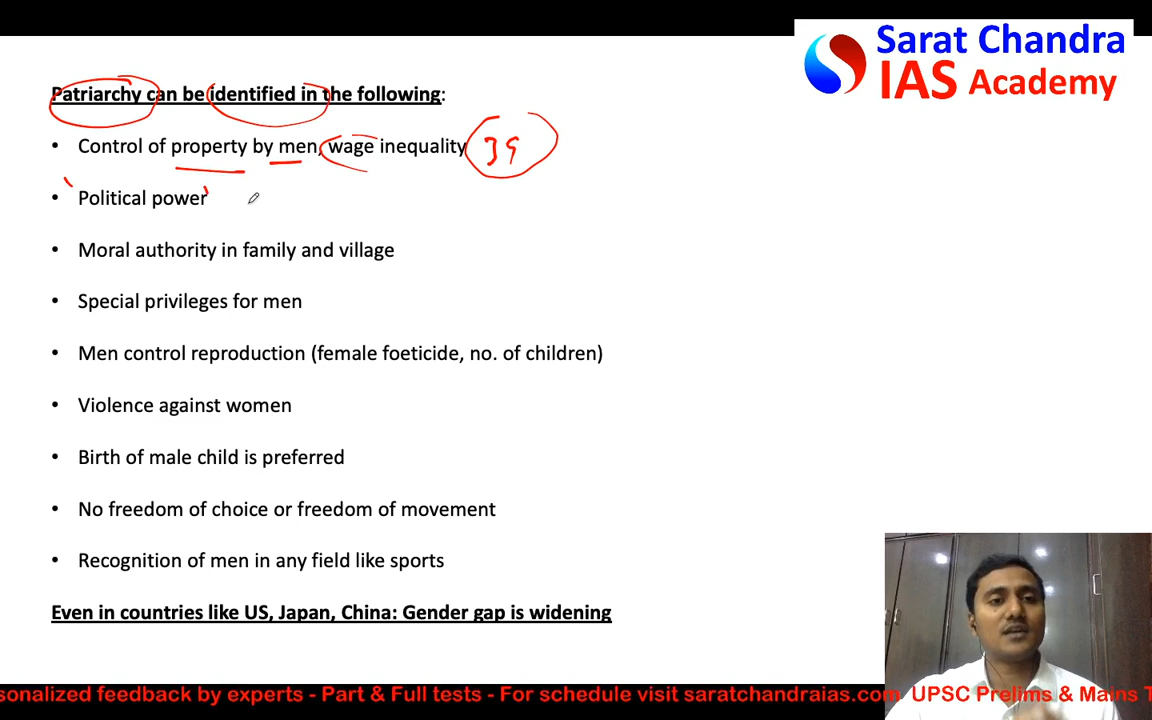 Sarat Chandra
IAS Academy
Patriarchy can be identified in the following:
• Control of property by men, wage inequality 39
• Political power
• Moral authority in family and village
• Special privileges for men
• Men control reproduction (female foeticide, no. of children)
• Violence against women
• Birth of male child is preferred
• No freedom of choice or freedom of movement
• Recognition of men in any field like sports
Even in countries like US, Japan, China: Gender gap is widening
sonalized feedback by experts - Part & Full tests - For schedule visit saratchandraias.com UPSC Prelims & Mains T